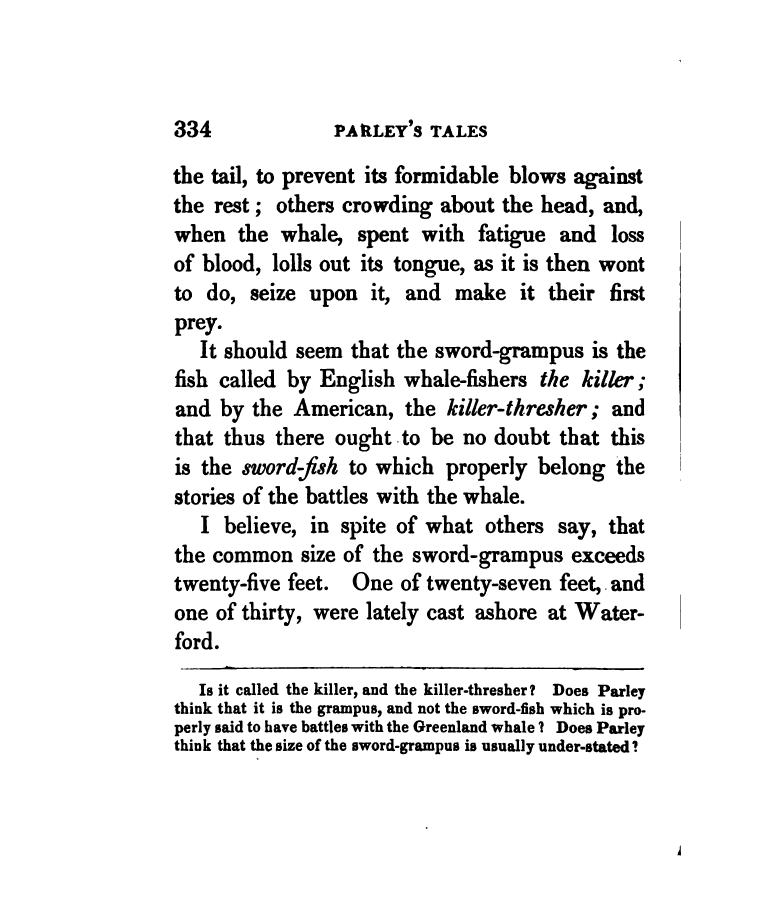 334 PARLEY'S TALES
the tail, to prevent its formidable blows against
the rest; others crowding about the head, and,
when the whale, spent with fatigue and loss
of blood, lolls out its tongue, as it is then wont
to do, seize upon it, and make it their first
prey.
It should seem that the sword-grampus is the
fish called by English whale-fishers the killer;
and by the American, the killer-thresher; and
that thus there ought to be no doubt that this
is the sword-fish to which properly belong the
stories of the battles with the whale.
I believe, in spite of what others say, that
the common size of the sword-grampus exceeds
twenty-five feet. One of twenty-seven feet, and
one of thirty, were lately cast ashore at Water-
ford.
Is it called the killer, and the killer-thresher? Does Parley
think that it is the grampus, and not the sword-fish which is pro-
perly said to have battles with the Greenland whale? Does Parley
think that the size of the sword-grampus is usually under-stated?